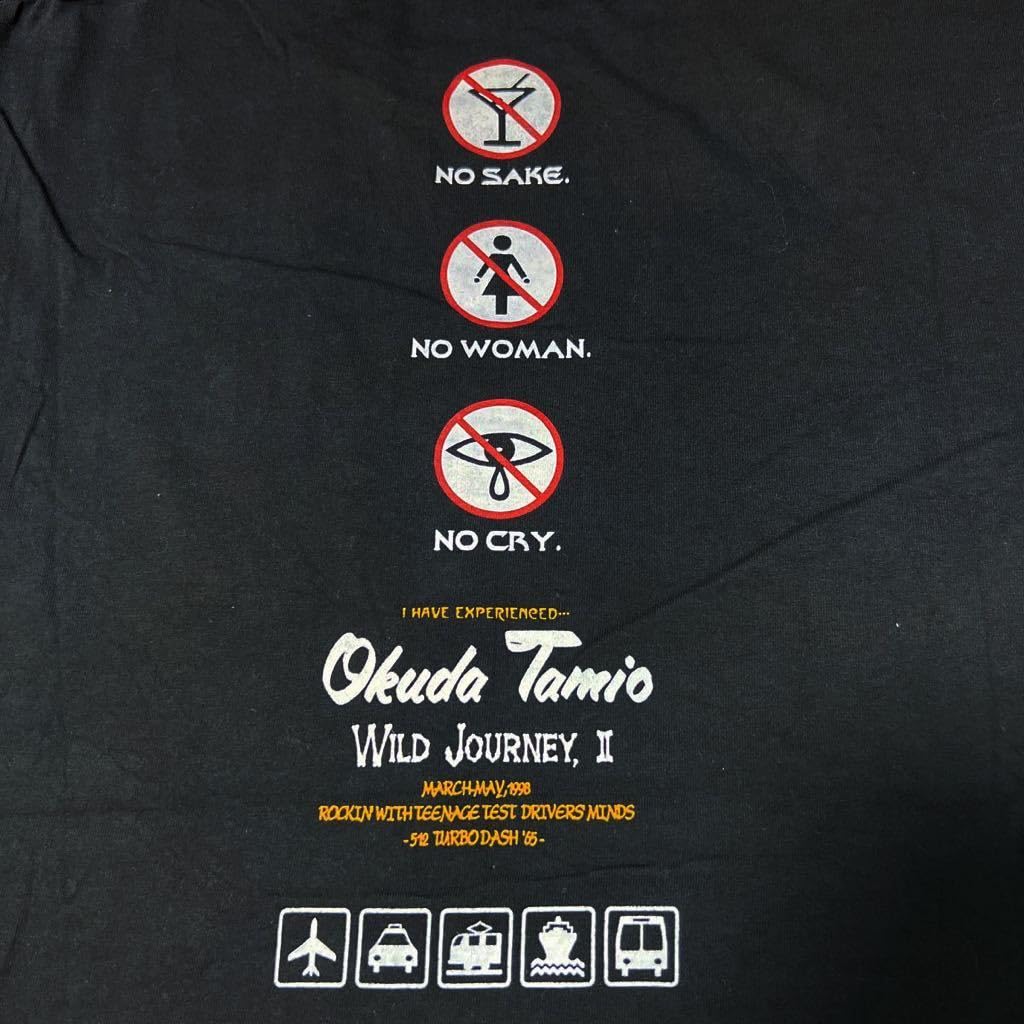 NO SAKE.
NO WOMAN.
NO CRY.
I HAVE EXPERIENCED...
Okuda Tamio
WILD JOURNEY, II
MARCH-MAY, 1998
ROCKIN WITH TEENAGE TEST DRIVERS MINDS
-512 TURBO DASH '65-